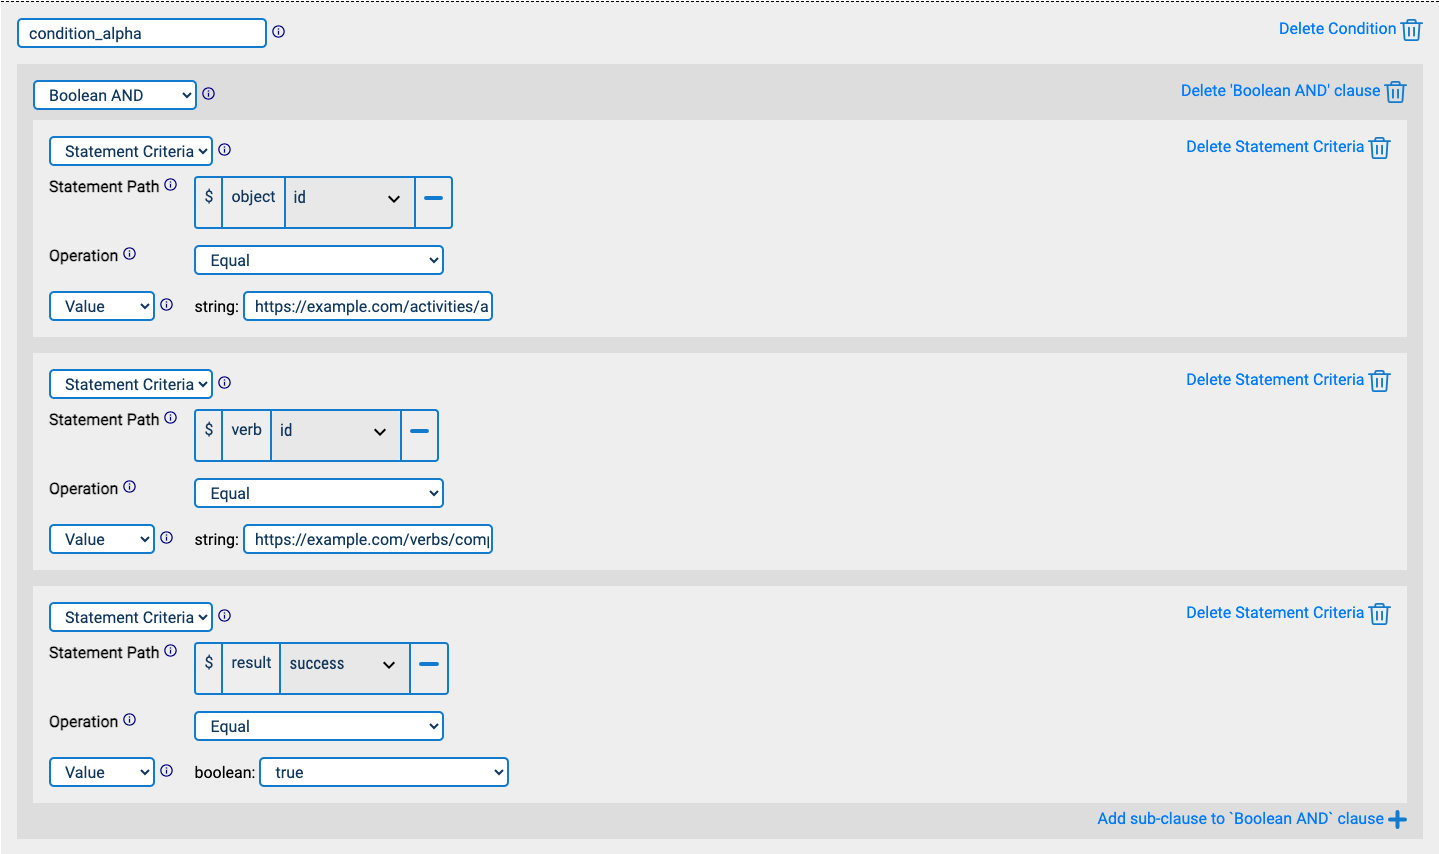 condition_alpha
Delete Condition
Boolean AND
Delete 'Boolean AND' clause
Statement Criteria
Delete Statement Criteria
Statement Path $ object id
Operation Equal
Value string: https://example.com/activities/a
Statement Criteria
Delete Statement Criteria
Statement Path $ verb id
Operation Equal
Value string: https://example.com/verbs/comp
Statement Criteria
Delete Statement Criteria
Statement Path $ result success
Operation Equal
Value boolean: true
Add sub-clause to `Boolean AND` clause